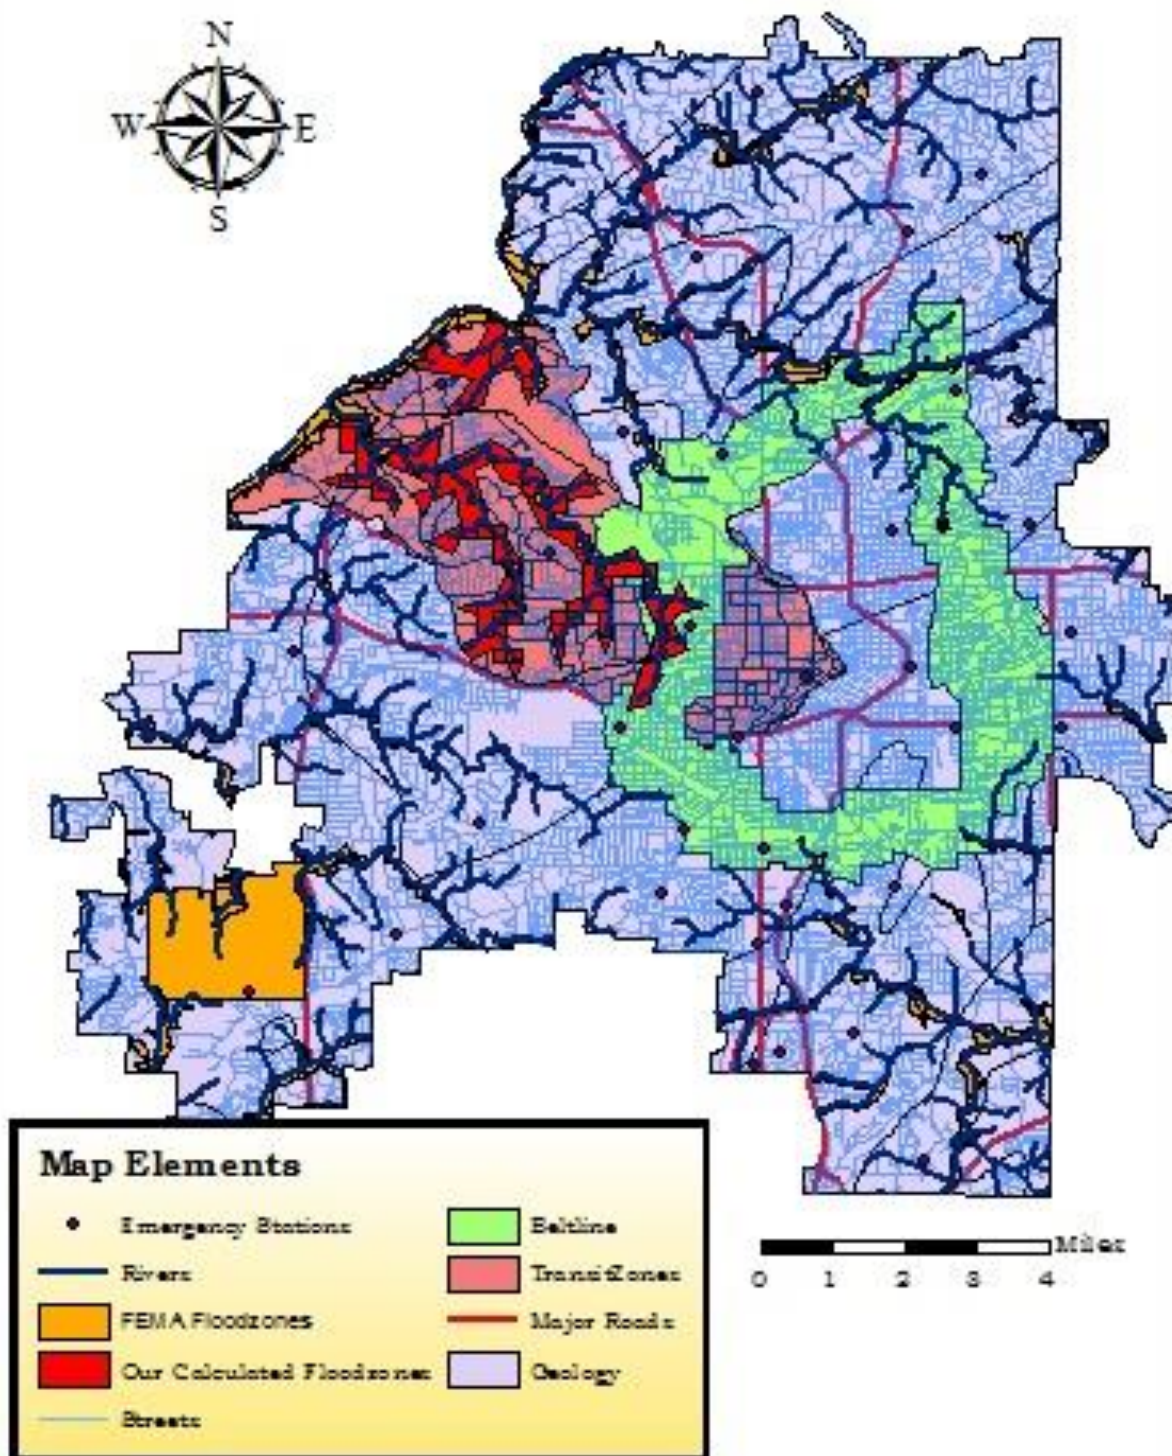 N
W E
S
Map Elements
Emergency Stations
Rivers
FEMA Floodzones
Our Calculated Floodzones
Streets
Beltline
TransitZones
Major Roads
Geology
Miles
0 1 2 3 4